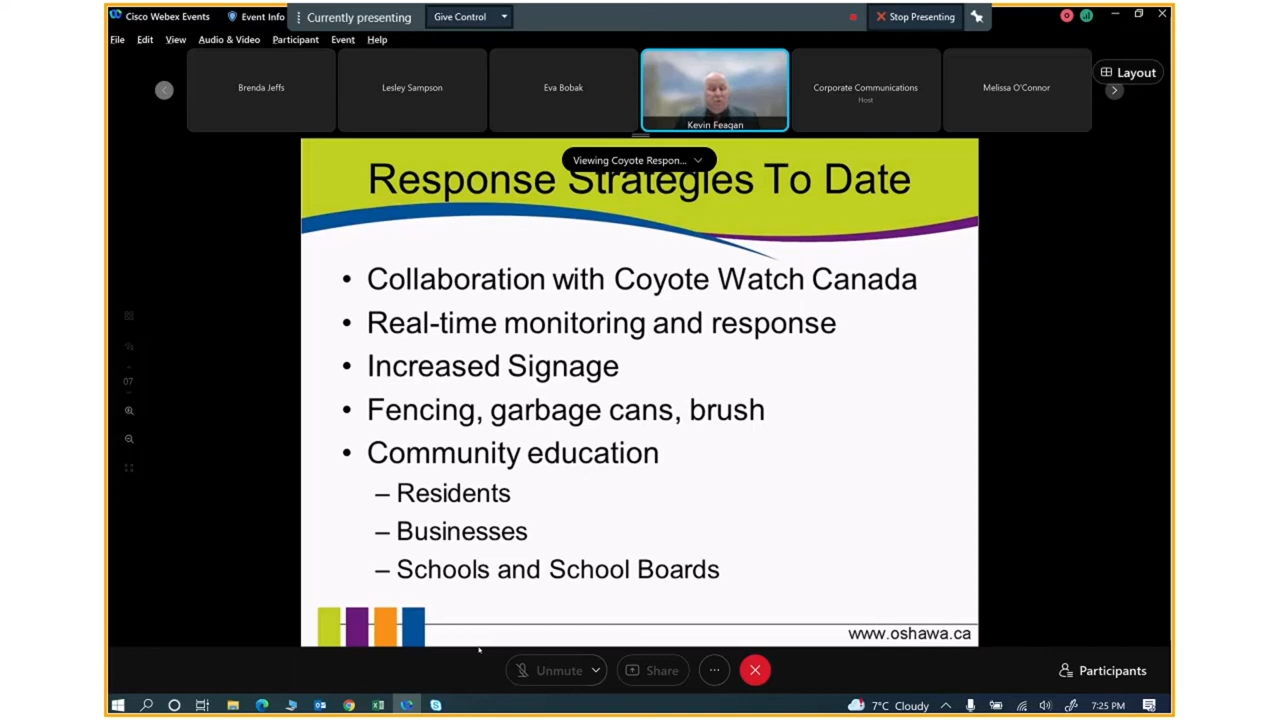 Cisco Webex Events
Event Info
Currently presenting
Give Control
Stop Presenting
File Edit View Audio & Video Participant Event Help
Brenda Jeffs
Lesley Sampson
Eva Bobak
Kevin Feagan
Corporate Communications
Host
Melissa O'Connor
Layout
Viewing Coyote Respon...
Response Strategies To Date
• Collaboration with Coyote Watch Canada
• Real-time monitoring and response
• Increased Signage
• Fencing, garbage cans, brush
• Community education
– Residents
– Businesses
– Schools and School Boards
www.oshawa.ca
07
Unmute
Share
Participants
7°C Cloudy
7:25 PM